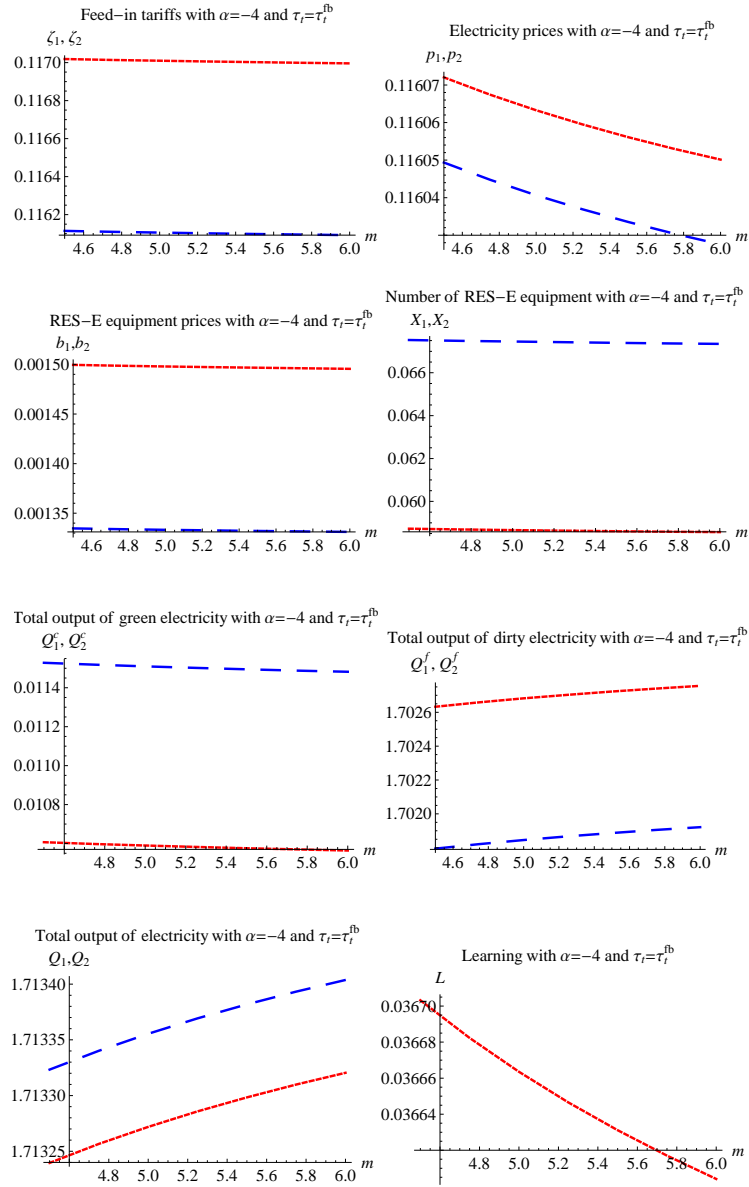 Feed−in tariffs with α=−4 and τₜ=τₜᶠᵇ
ζ₁, ζ₂
0.1170
0.1168
0.1166
0.1164
0.1162
4.6 4.8 5.0 5.2 5.4 5.6 5.8 6.0 m
Electricity prices with α=−4 and τₜ=τₜᶠᵇ
p₁,p₂
0.11607
0.11606
0.11605
0.11604
4.6 4.8 5.0 5.2 5.4 5.6 5.8 6.0 m
RES−E equipment prices with α=−4 and τₜ=τₜᶠᵇ
b₁,b₂
0.00150
0.00145
0.00140
0.00135
4.6 4.8 5.0 5.2 5.4 5.6 5.8 6.0 m
Number of RES−E equipment with α=−4 and τₜ=τₜᶠᵇ
X₁,X₂
0.066
0.064
0.062
0.060
4.8 5.0 5.2 5.4 5.6 5.8 6.0 m
Total output of green electricity with α=−4 and τₜ=τₜᶠᵇ
Q₁ᶜ, Q₂ᶜ
0.0114
0.0112
0.0110
0.0108
4.8 5.0 5.2 5.4 5.6 5.8 6.0 m
Total output of dirty electricity with α=−4 and τₜ=τₜᶠᵇ
Q₁ᶠ, Q₂ᶠ
1.7026
1.7024
1.7022
1.7020
4.6 4.8 5.0 5.2 5.4 5.6 5.8 6.0 m
Total output of electricity with α=−4 and τₜ=τₜᶠᵇ
Q₁,Q₂
1.71340
1.71335
1.71330
1.71325
4.8 5.0 5.2 5.4 5.6 5.8 6.0 m
Learning with α=−4 and τₜ=τₜᶠᵇ
L
0.03670
0.03668
0.03666
0.03664
4.8 5.0 5.2 5.4 5.6 5.8 6.0 m